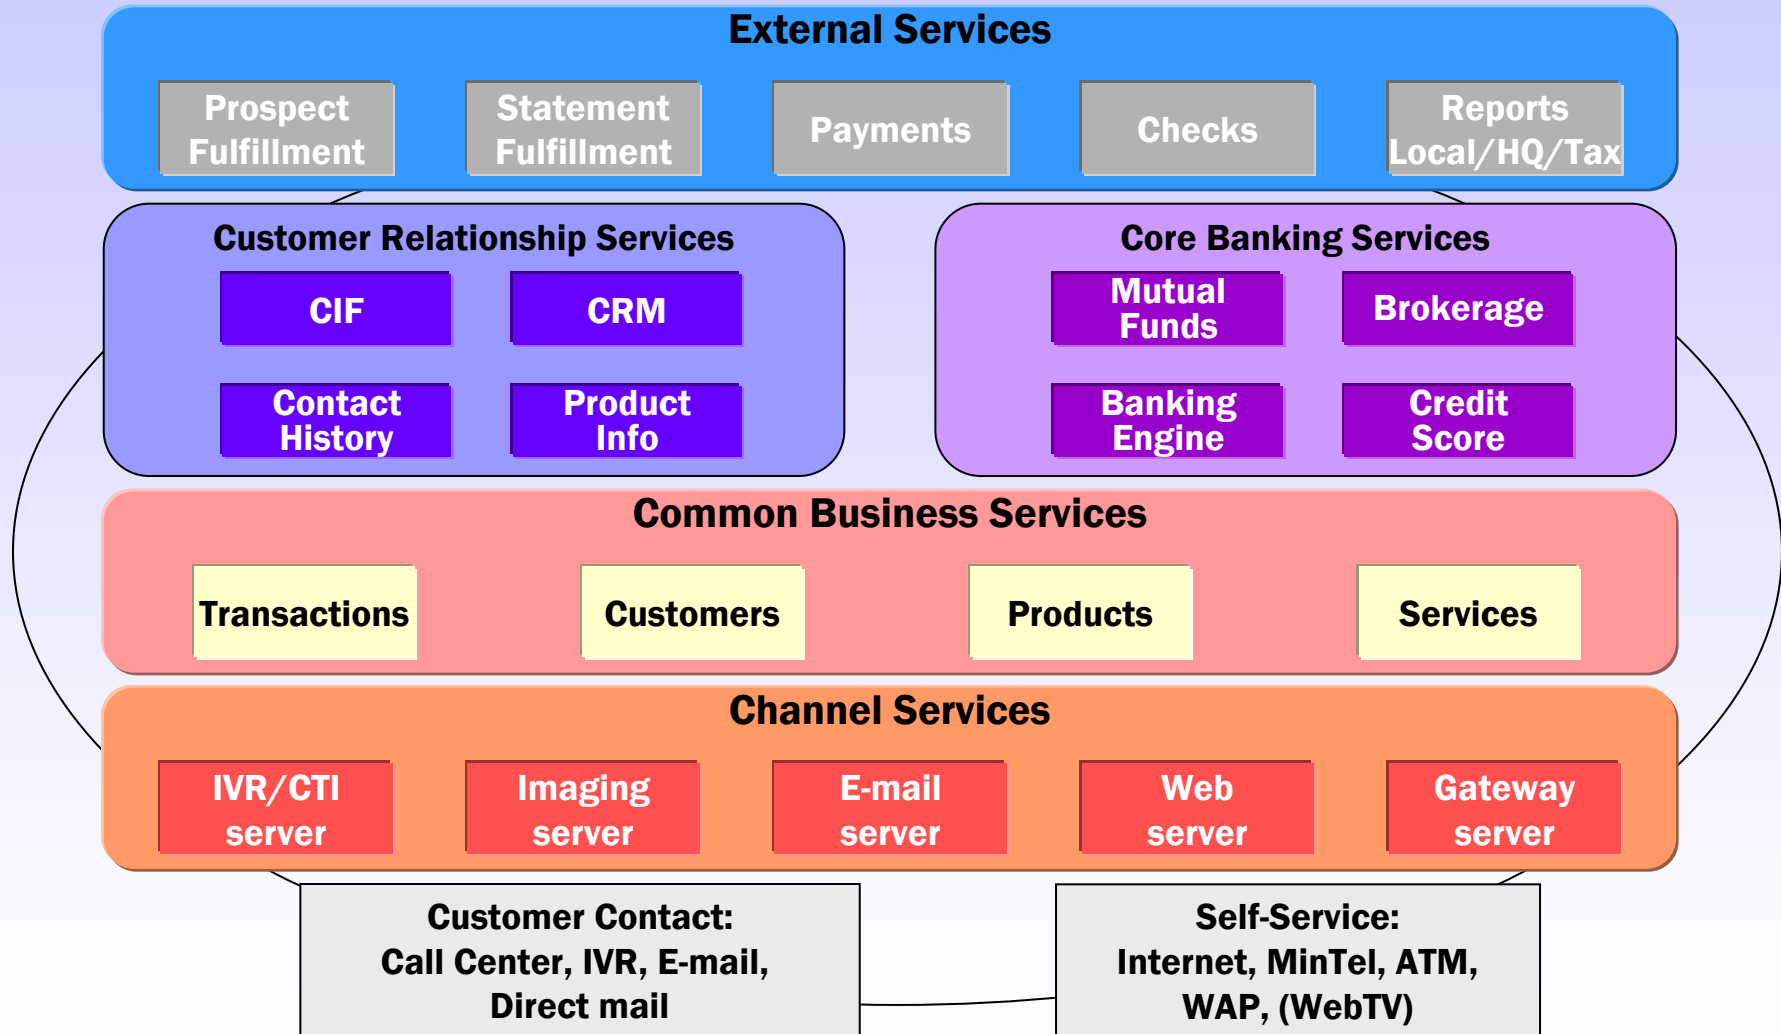 External Services
Prospect
Fulfillment
Statement
Fulfillment
Payments
Checks
Reports
Local/HQ/Tax
Customer Relationship Services
CIF
CRM
Contact
History
Product
Info
Core Banking Services
Mutual
Funds
Brokerage
Banking
Engine
Credit
Score
Common Business Services
Transactions
Customers
Products
Services
Channel Services
IVR/CTI
server
Imaging
server
E-mail
server
Web
server
Gateway
server
Customer Contact:
Call Center, IVR, E-mail,
Direct mail
Self-Service:
Internet, MinTel, ATM,
WAP, (WebTV)